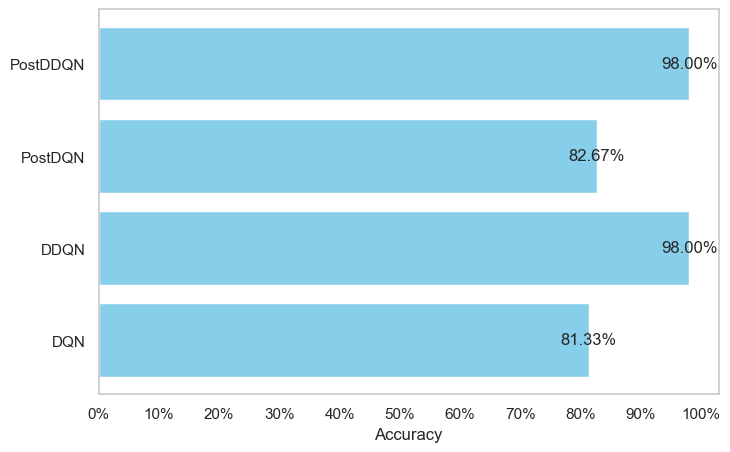 PostDDQN
98.00%
PostDQN
82.67%
DDQN
98.00%
DQN
81.33%
0% 10% 20% 30% 40% 50% 60% 70% 80% 90% 100%
Accuracy